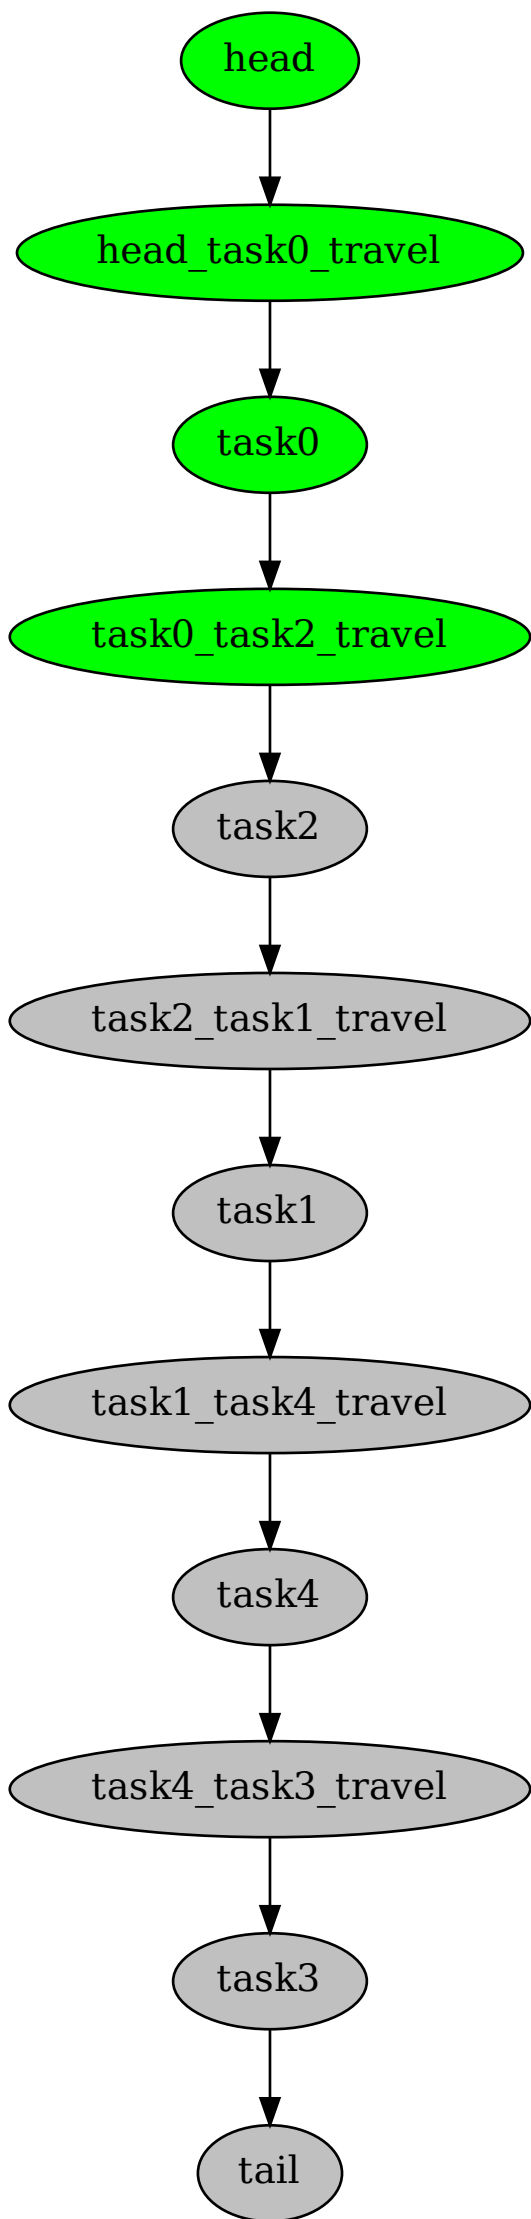 head
head_task0_travel
task0
task0_task2_travel
task2
task2_task1_travel
task1
task1_task4_travel
task4
task4_task3_travel
task3
tail